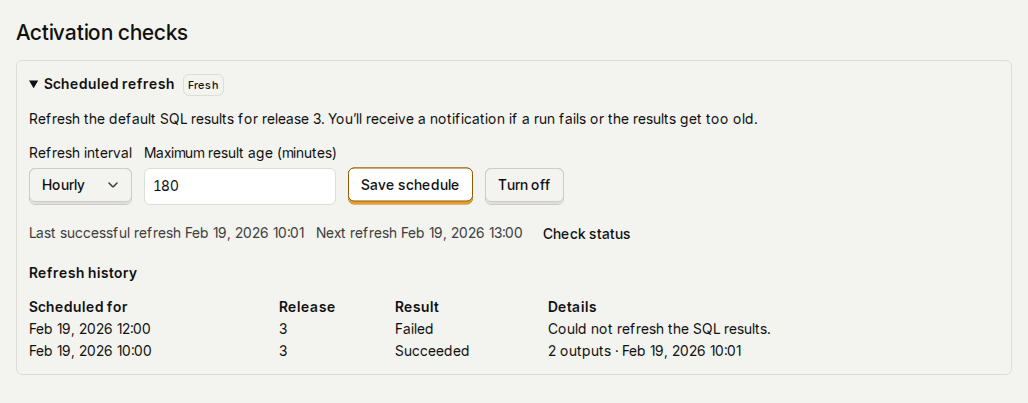 Activation checks
Scheduled refresh Fresh
Refresh the default SQL results for release 3. You’ll receive a notification if a run fails or the results get too old.
Refresh interval Maximum result age (minutes)
Hourly 180 Save schedule Turn off
Last successful refresh Feb 19, 2026 10:01 Next refresh Feb 19, 2026 13:00 Check status
Refresh history
Scheduled for Release Result Details
Feb 19, 2026 12:00 3 Failed Could not refresh the SQL results.
Feb 19, 2026 10:00 3 Succeeded 2 outputs · Feb 19, 2026 10:01